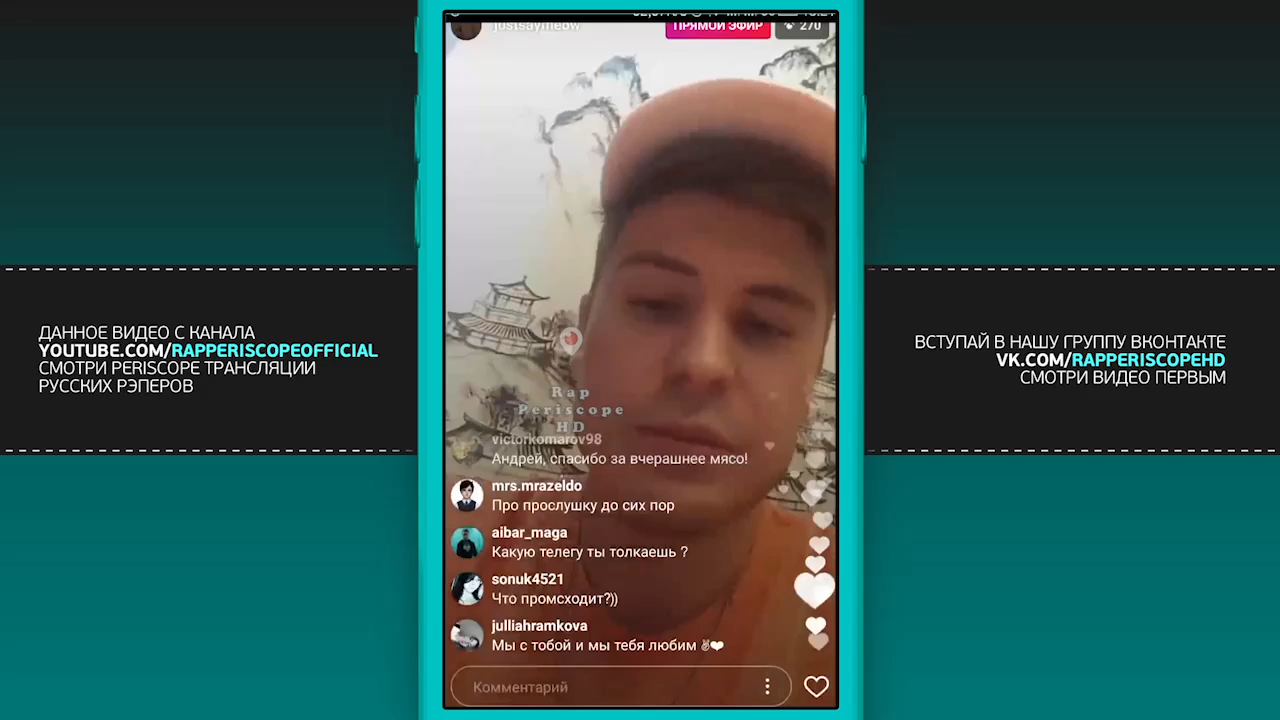 justsaymeow
ПРЯМОЙ ЭФИР
270
ДАННОЕ ВИДЕО С КАНАЛА
YOUTUBE.COM/RAPPERISCOPEOFFICIAL
СМОТРИ PERISCOPE ТРАНСЛЯЦИИ
РУССКИХ РЭПЕРОВ
Rap
Periscope
HD
victorkomarov98
Андрей, спасибо за вчерашнее мясо!
mrs.mrazeldo
Про прослушку до сих пор
aibar_maga
Какую телегу ты толкаешь ?
sonuk4521
Что промсходит?))
julliahramkova
Мы с тобой и мы тебя любим ✌❤
Комментарий
ВСТУПАЙ В НАШУ ГРУППУ ВКОНТАКТЕ
VK.COM/RAPPERISCOPEHD
СМОТРИ ВИДЕО ПЕРВЫМ